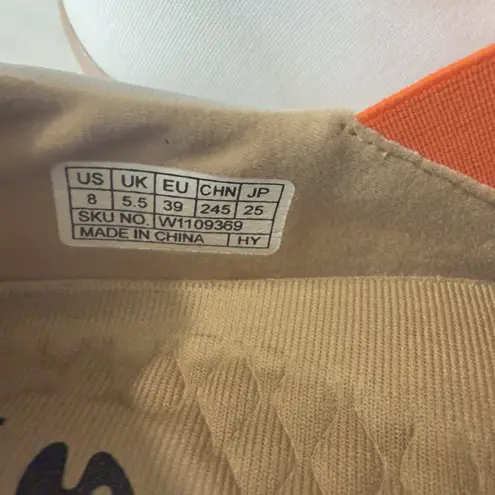 US UK EU CHN JP
8 5.5 39 245 25
SKU NO. W1109369
MADE IN CHINA HY